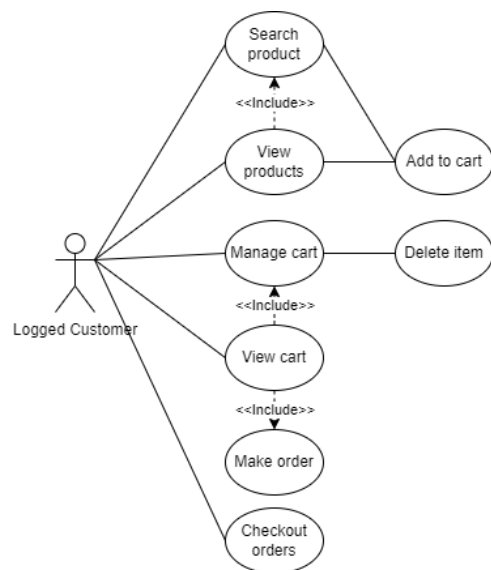 Search
product
<<Include>>
View
products
Add to cart
Manage cart
Delete item
<<Include>>
Logged Customer
View cart
<<Include>>
Make order
Checkout
orders